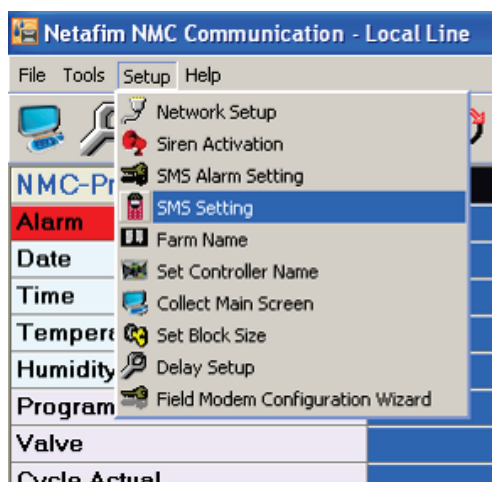 Netafim NMC Communication - Local Line
File Tools Setup Help
Network Setup
Siren Activation
SMS Alarm Setting
SMS Setting
Farm Name
Set Controller Name
Collect Main Screen
Set Block Size
Delay Setup
Field Modem Configuration Wizard
NMC-Pr
Alarm
Date
Time
Tempera
Humidity
Program
Valve
Cycle Actual